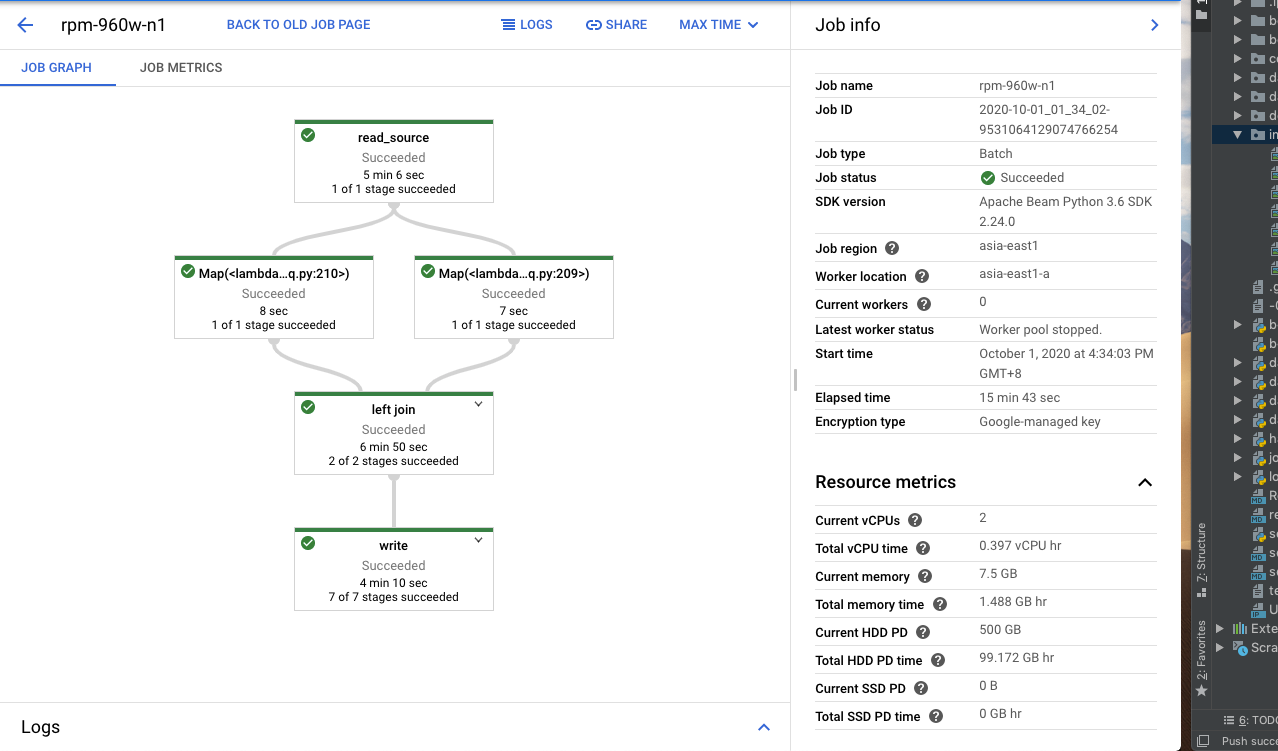 rpm-960w-n1
BACK TO OLD JOB PAGE
LOGS
SHARE
MAX TIME
JOB GRAPH
JOB METRICS
read_source
Succeeded
5 min 6 sec
1 of 1 stage succeeded
Map(<lambda...q.py:210>)
Succeeded
8 sec
1 of 1 stage succeeded
Map(<lambda...q.py:209>)
Succeeded
7 sec
1 of 1 stage succeeded
left join
Succeeded
6 min 50 sec
2 of 2 stages succeeded
write
Succeeded
4 min 10 sec
7 of 7 stages succeeded
Logs
Job info
Job name rpm-960w-n1
Job ID 2020-10-01_01_34_02-
9531064129074766254
Job type Batch
Job status Succeeded
SDK version Apache Beam Python 3.6 SDK
2.24.0
Job region asia-east1
Worker location asia-east1-a
Current workers 0
Latest worker status Worker pool stopped.
Start time October 1, 2020 at 4:34:03 PM
GMT+8
Elapsed time 15 min 43 sec
Encryption type Google-managed key
Resource metrics
Current vCPUs 2
Total vCPU time 0.397 vCPU hr
Current memory 7.5 GB
Total memory time 1.488 GB hr
Current HDD PD 500 GB
Total HDD PD time 99.172 GB hr
Current SSD PD 0 B
Total SSD PD time 0 GB hr
Z: Structure
2: Favorites
Exte
Scra
6: TODO
Push succe